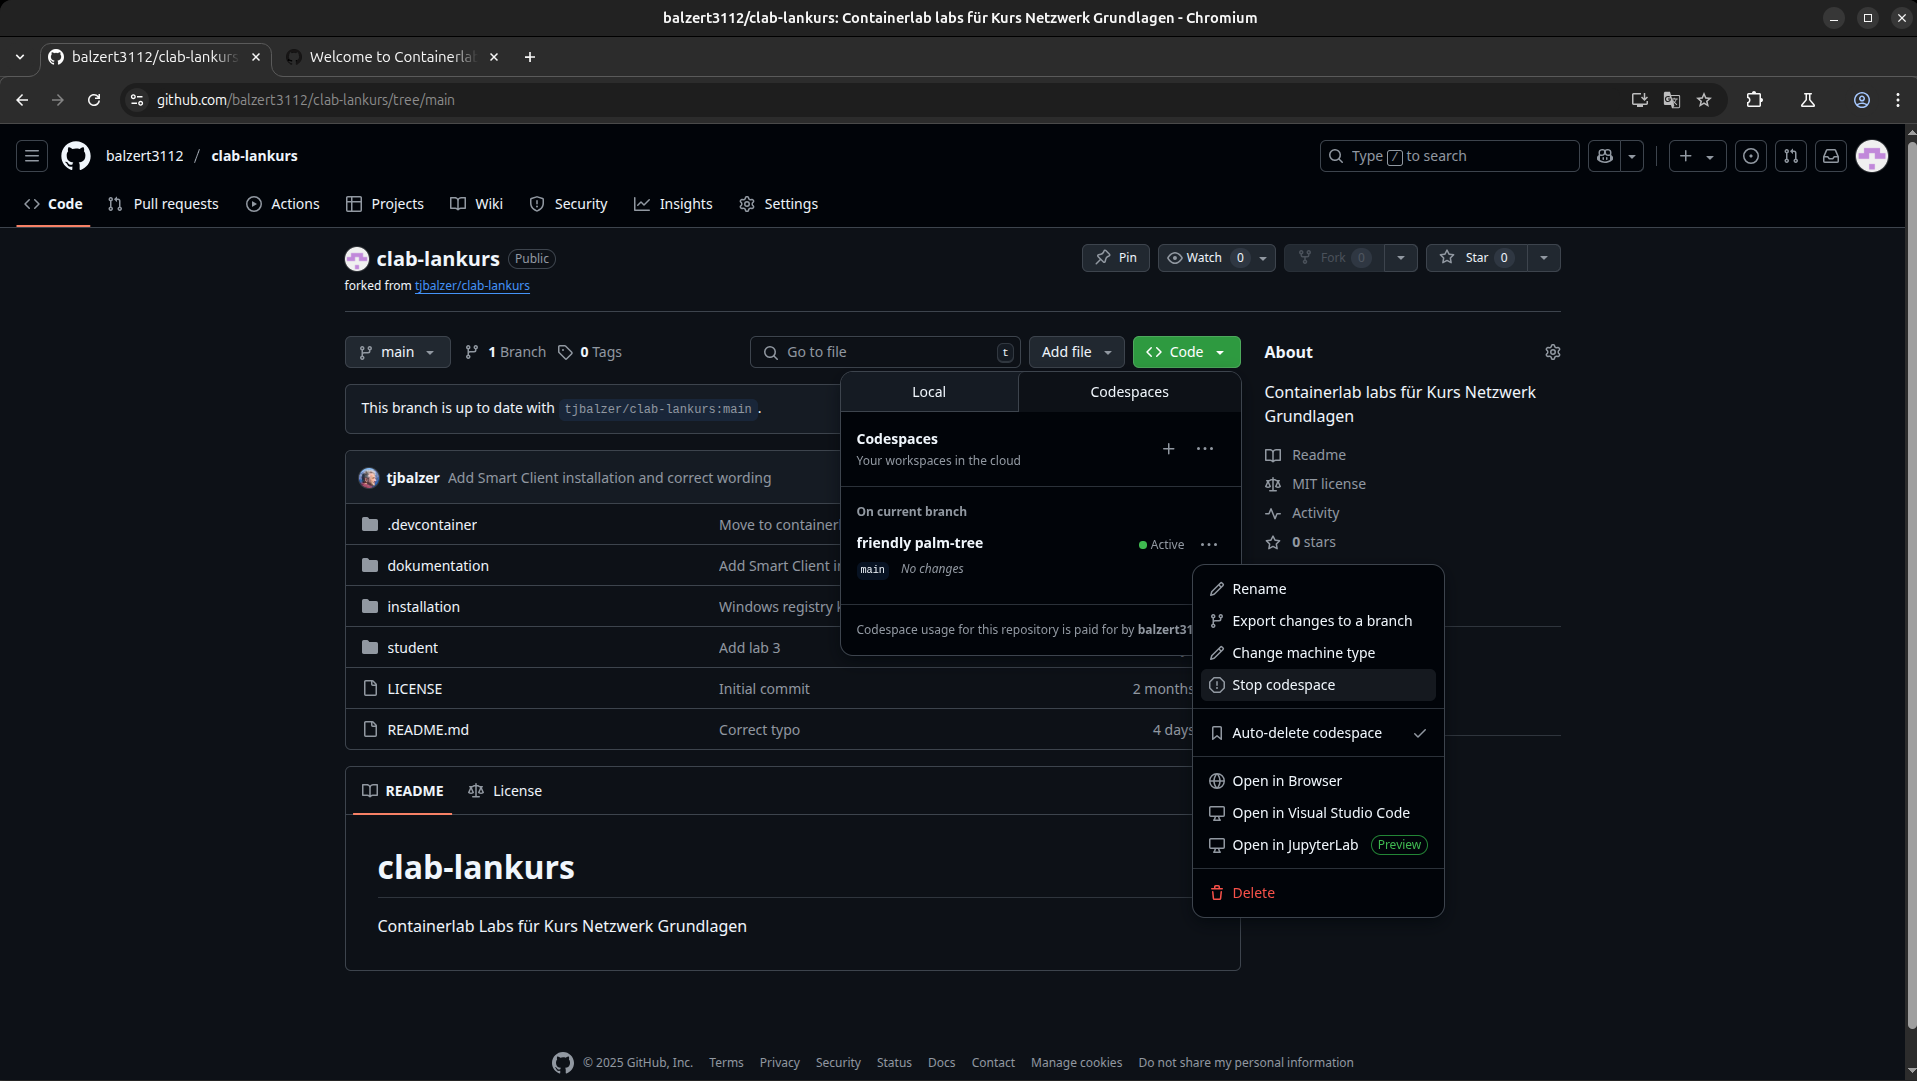 balzert3112/clab-lankurs: Containerlab labs für Kurs Netzwerk Grundlagen - Chromium
balzert3112/clab-lankurs
Welcome to Containerla
github.com/balzert3112/clab-lankurs/tree/main
balzert3112 / clab-lankurs
Type / to search
Code
Pull requests
Actions
Projects
Wiki
Security
Insights
Settings
clab-lankurs Public
Pin
Watch 0
Fork 0
Star 0
forked from tjbalzer/clab-lankurs
main
1 Branch
0 Tags
Go to file t
Add file
Code
About
Containerlab labs für Kurs Netzwerk
Grundlagen
Readme
MIT license
Activity
0 stars
This branch is up to date with tjbalzer/clab-lankurs:main .
tjbalzer Add Smart Client installation and correct wording
.devcontainer Move to container
dokumentation Add Smart Client i
installation Windows registry
student Add lab 3
LICENSE Initial commit 2 months
README.md Correct typo 4 days
Local
Codespaces
Codespaces
Your workspaces in the cloud
On current branch
friendly palm-tree
Active
main No changes
Codespace usage for this repository is paid for by balzert31
Rename
Export changes to a branch
Change machine type
Stop codespace
Auto-delete codespace
Open in Browser
Open in Visual Studio Code
Open in JupyterLab Preview
Delete
README
License
clab-lankurs
Containerlab Labs für Kurs Netzwerk Grundlagen
© 2025 GitHub, Inc. Terms Privacy Security Status Docs Contact Manage cookies Do not share my personal information